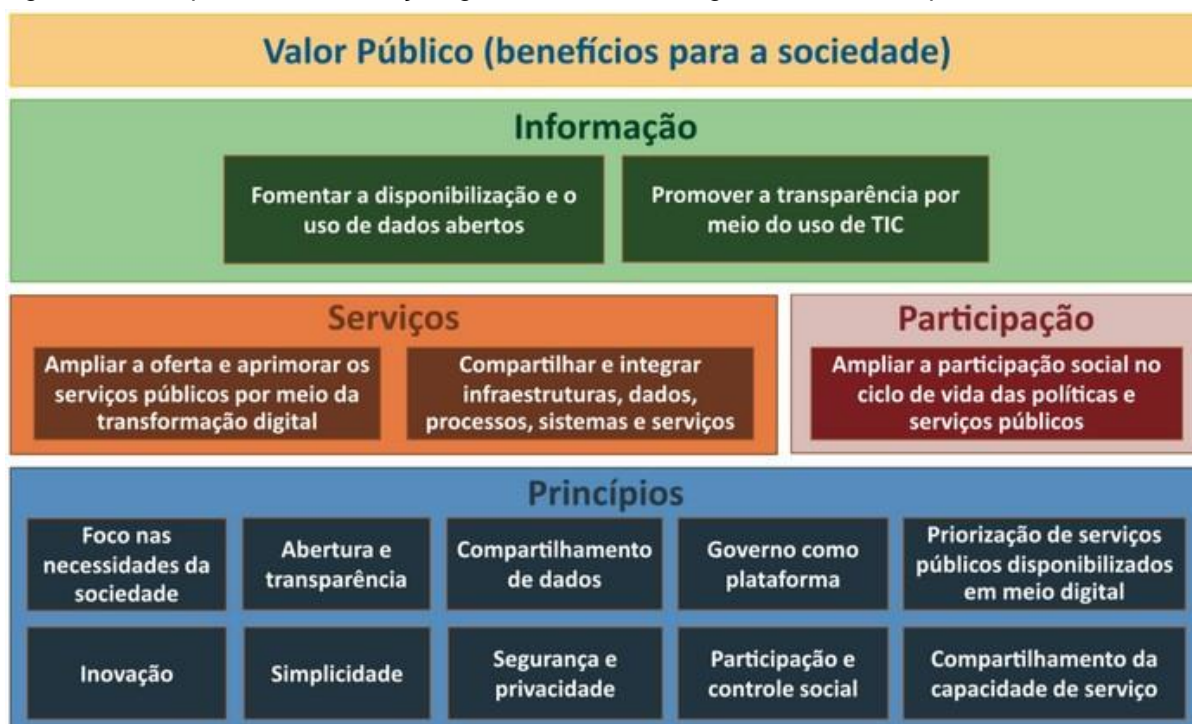 Valor Público (benefícios para a sociedade)
Informação
Fomentar a disponibilização e o
uso de dados abertos
Promover a transparência por
meio do uso de TIC
Serviços
Ampliar a oferta e aprimorar os
serviços públicos por meio da
transformação digital
Compartilhar e integrar
infraestruturas, dados,
processos, sistemas e serviços
Participação
Ampliar a participação social no
ciclo de vida das políticas e
serviços públicos
Princípios
Foco nas
necessidades da
sociedade
Abertura e
transparência
Compartilhamento
de dados
Governo como
plataforma
Priorização de serviços
públicos disponibilizados
em meio digital
Inovação
Simplicidade
Segurança e
privacidade
Participação e
controle social
Compartilhamento da
capacidade de serviço